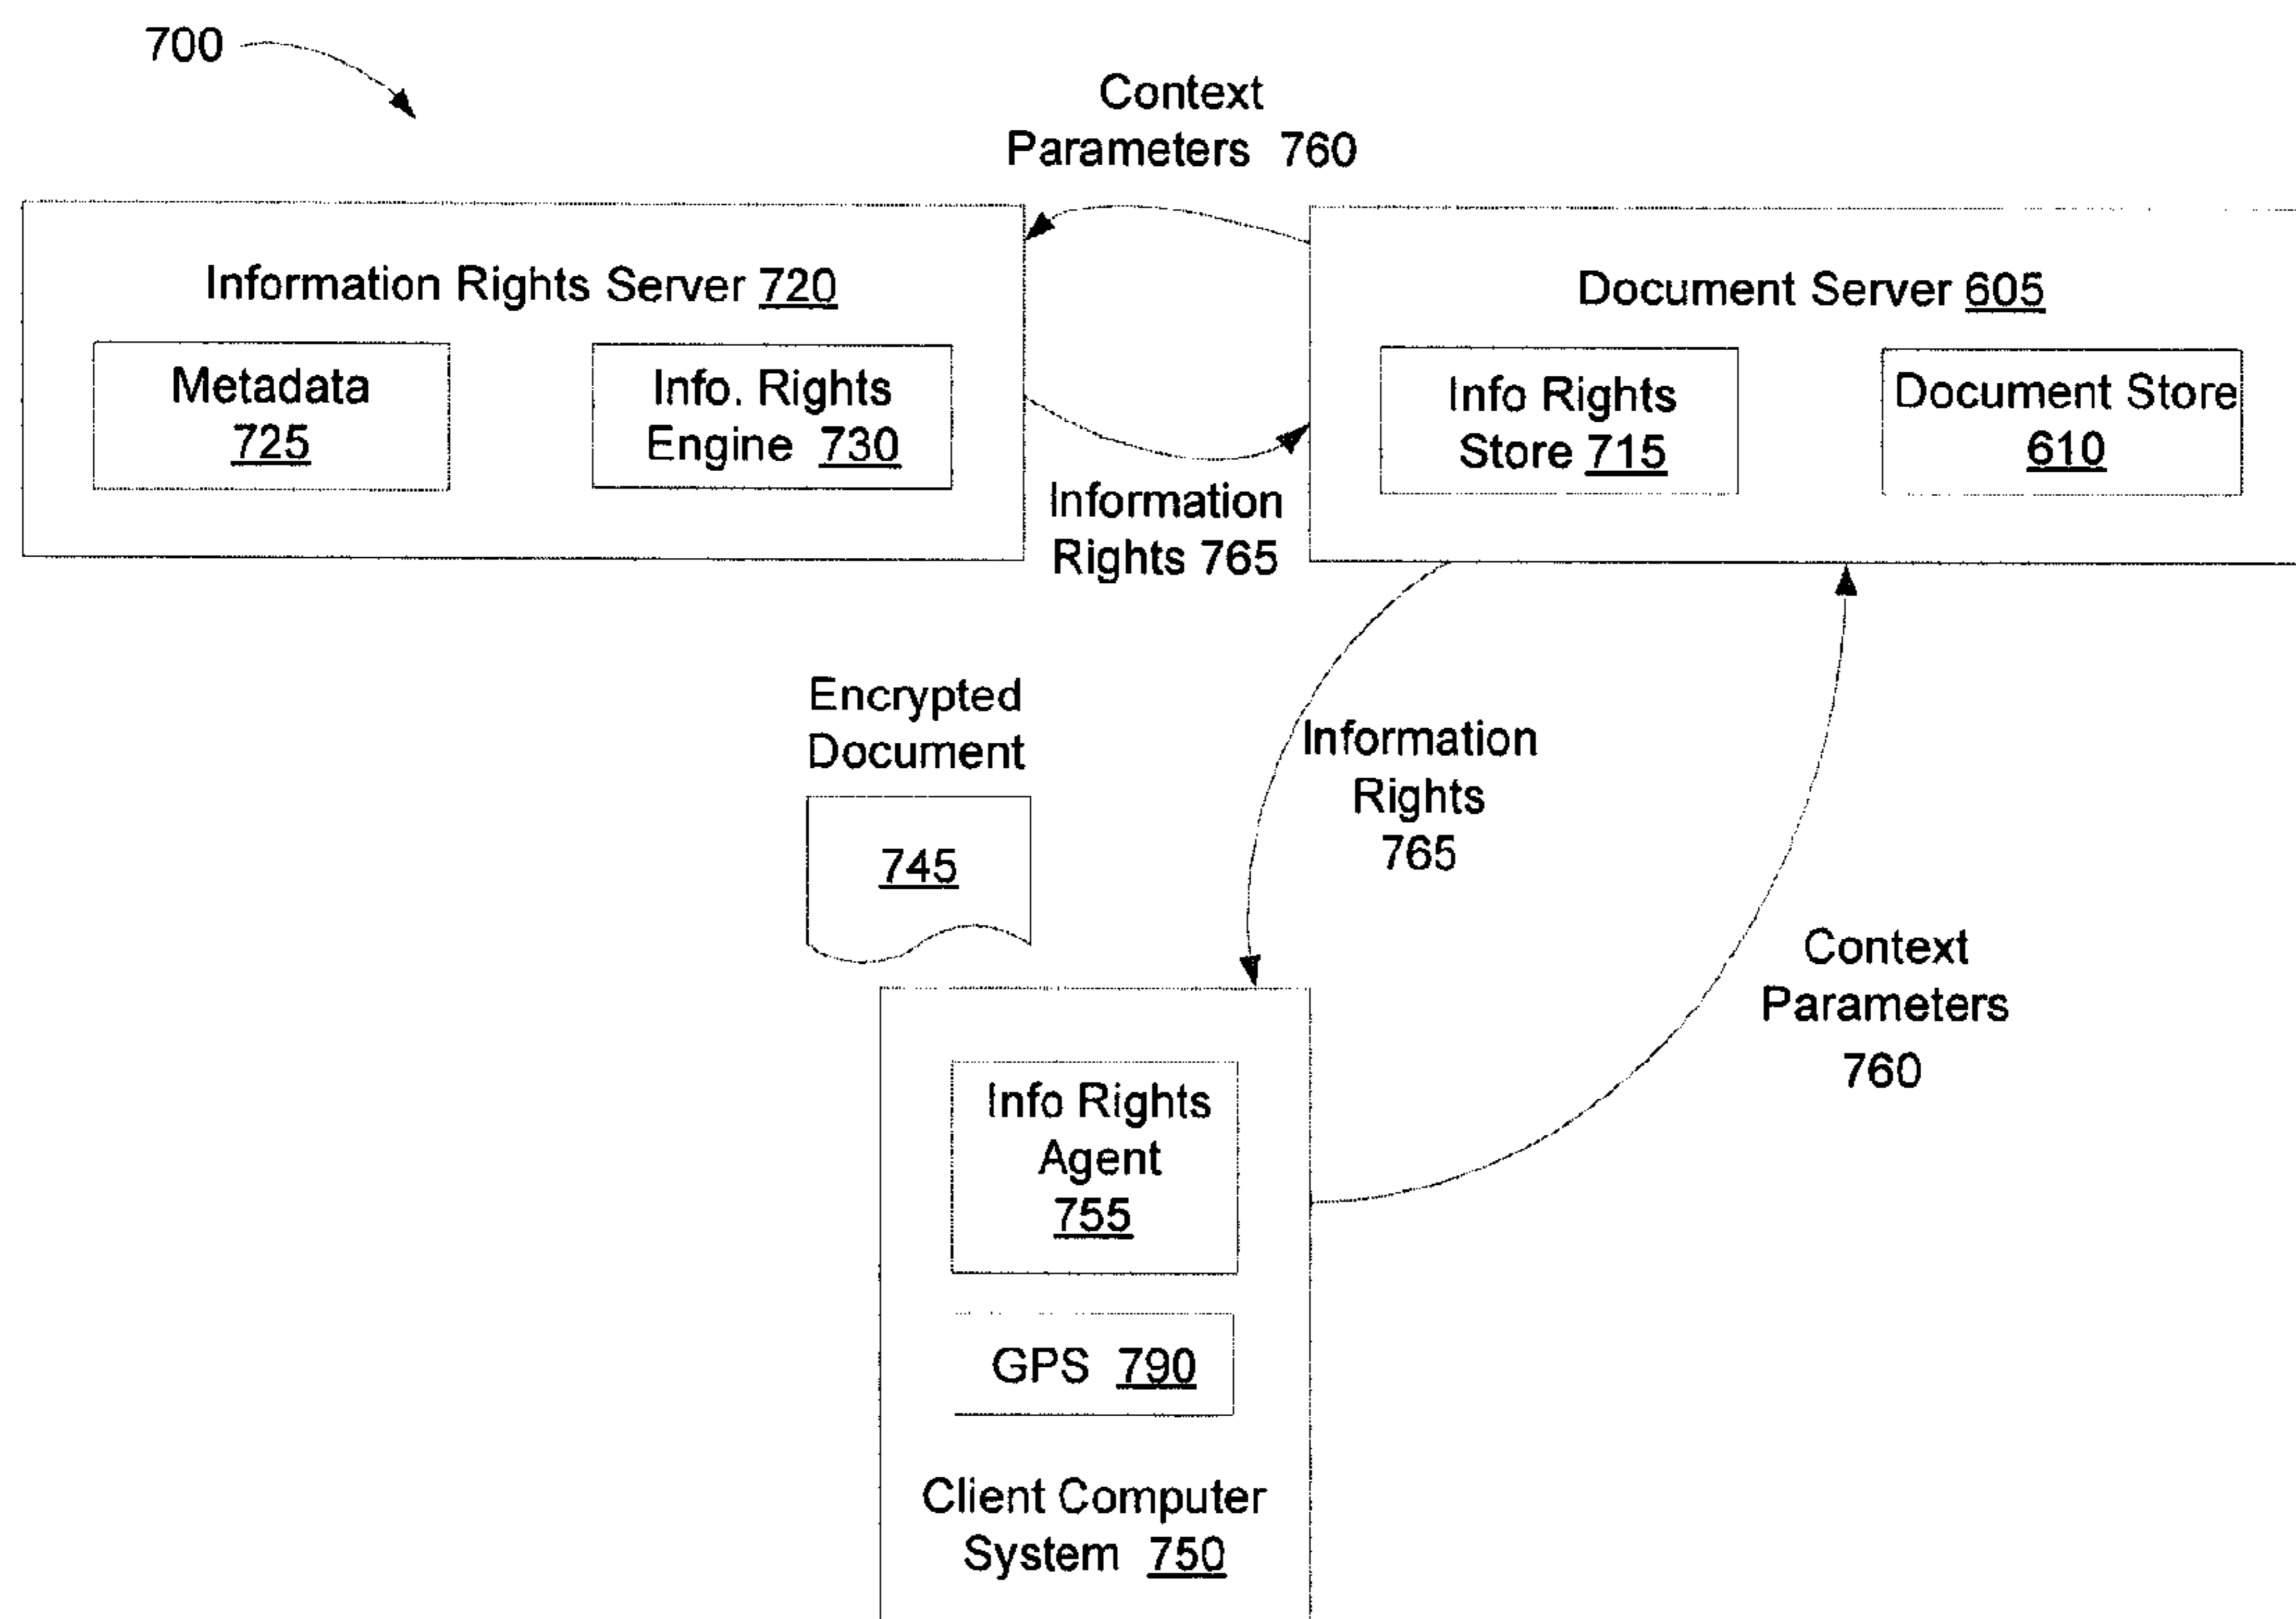 700
Context
Parameters 760
Information Rights Server 720
Metadata
725
Info. Rights
Engine 730
Document Server 605
Info Rights
Store 715
Document Store
610
Information
Rights 765
Encrypted
Document
745
Information
Rights
765
Context
Parameters
760
Info Rights
Agent
755
GPS 790
Client Computer
System 750